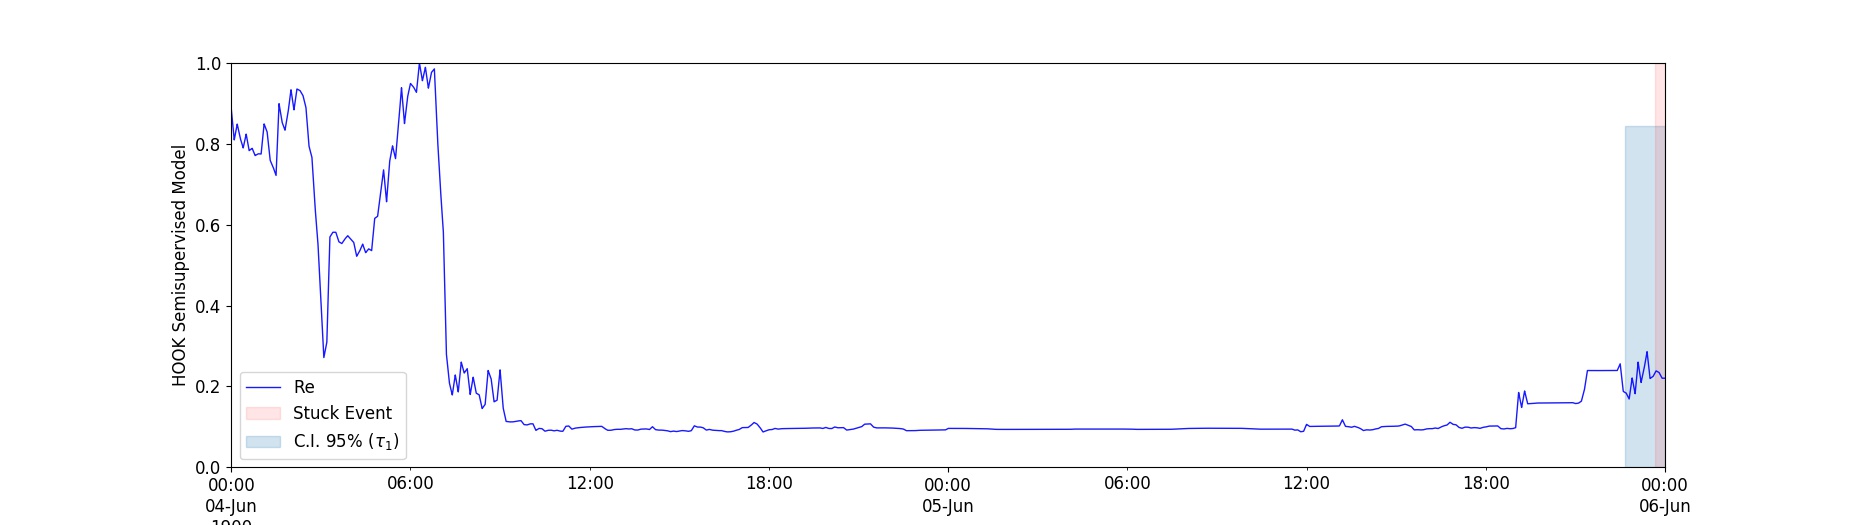 HOOK Semisupervised Model
1.0
0.8
0.6
0.4
0.2
0.0
Re
Stuck Event
C.I. 95% (τ₁)
00:00 06:00 12:00 18:00 00:00 06:00 12:00 18:00 00:00
04-Jun 05-Jun 06-Jun
1900